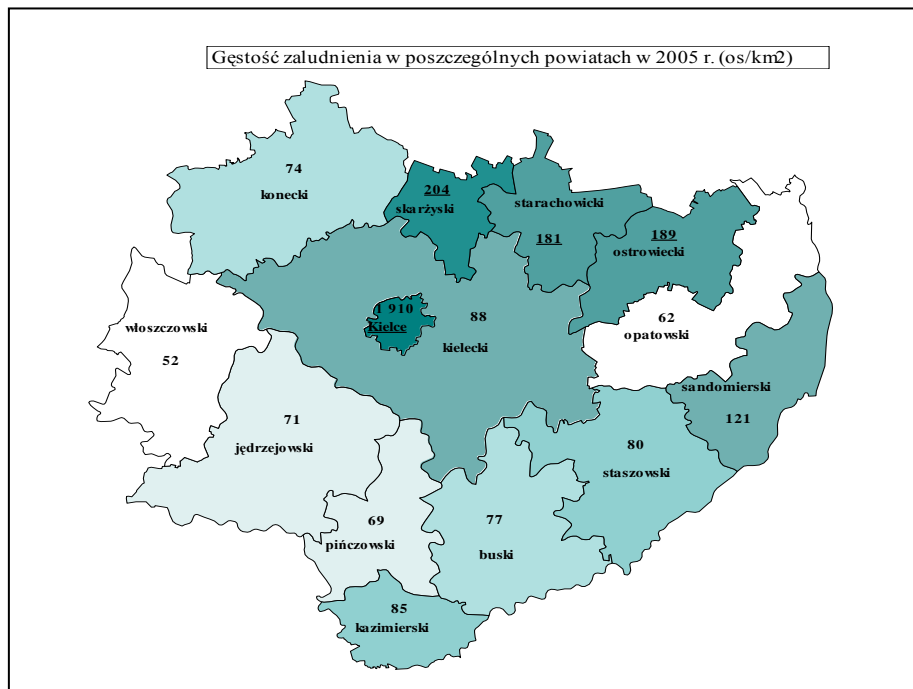 Gęstość zaludnienia w poszczególnych powiatach w 2005 r. (os/km2)
74
konecki
204
skarżyski
starachowicki
181
189
ostrowiecki
1 910
Kielce
88
kielecki
62
opatowski
włoszczowski
52
sandomierski
121
71
jędrzejowski
80
staszowski
69
pińczowski
77
buski
85
kazimierski